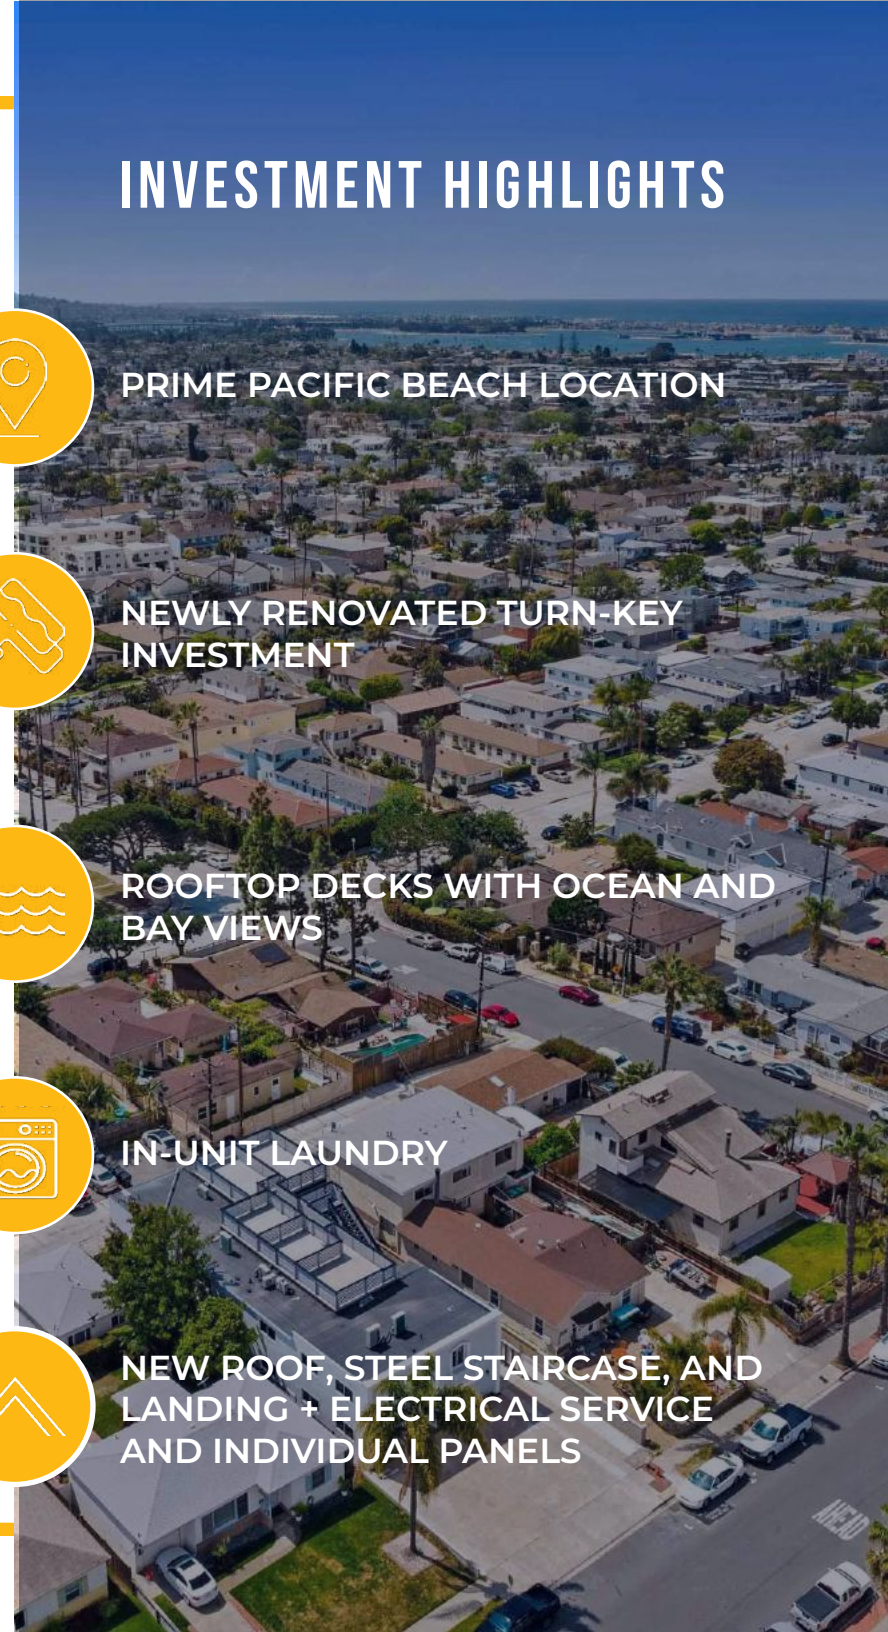 INVESTMENT HIGHLIGHTS
PRIME PACIFIC BEACH LOCATION
NEWLY RENOVATED TURN-KEY
INVESTMENT
ROOFTOP DECKS WITH OCEAN AND
BAY VIEWS
IN-UNIT LAUNDRY
NEW ROOF, STEEL STAIRCASE, AND
LANDING + ELECTRICAL SERVICE
AND INDIVIDUAL PANELS
AHEAD